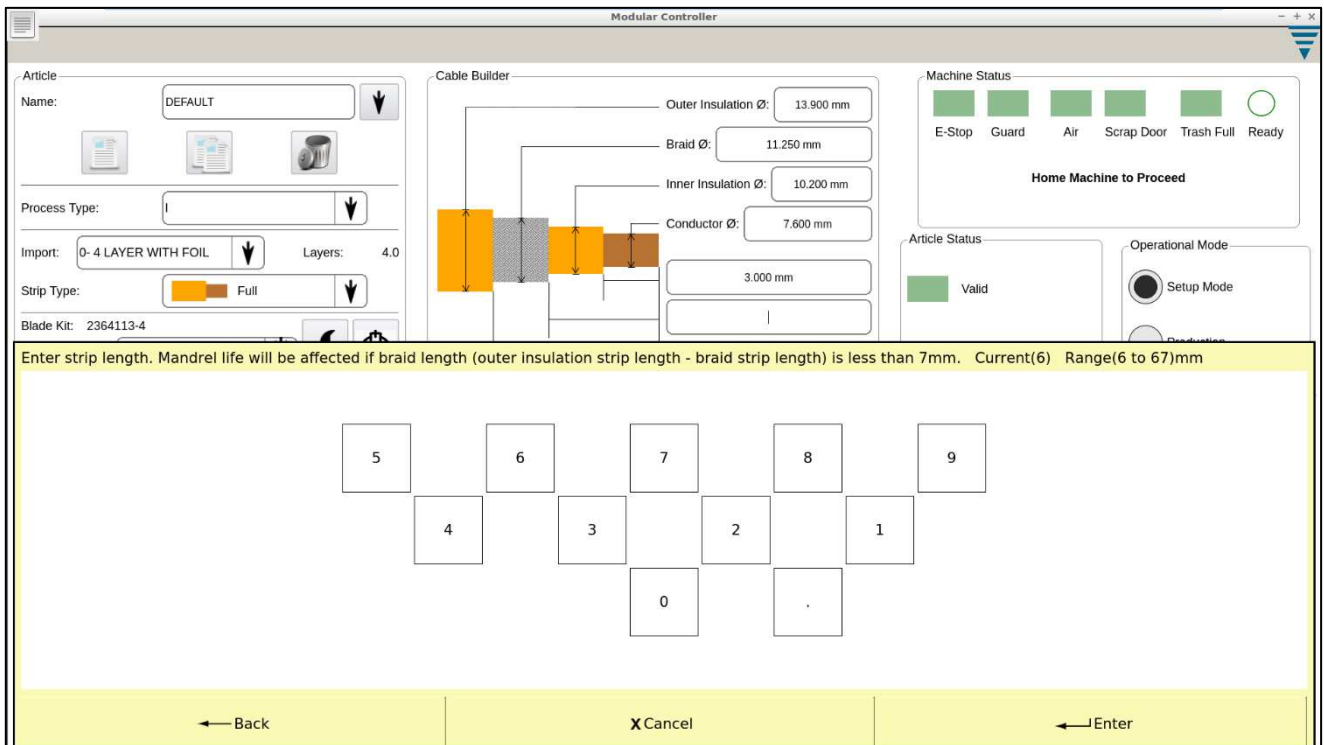 Modular Controller
Article
Name:
DEFAULT
Process Type:
I
Import:
0- 4 LAYER WITH FOIL
Layers:
4.0
Strip Type:
Full
Blade Kit: 2364113-4
Cable Builder
Outer Insulation Ø:
13.900 mm
Braid Ø:
11.250 mm
Inner Insulation Ø:
10.200 mm
Conductor Ø:
7.600 mm
3.000 mm
Machine Status
E-Stop Guard Air Scrap Door Trash Full Ready
Home Machine to Proceed
Article Status
Valid
Operational Mode
Setup Mode
Production
Enter strip length. Mandrel life will be affected if braid length (outer insulation strip length - braid strip length) is less than 7mm. Current(6) Range(6 to 67)mm
5 6 7 8 9
4 3 2 1
0 .
Back
X Cancel
Enter